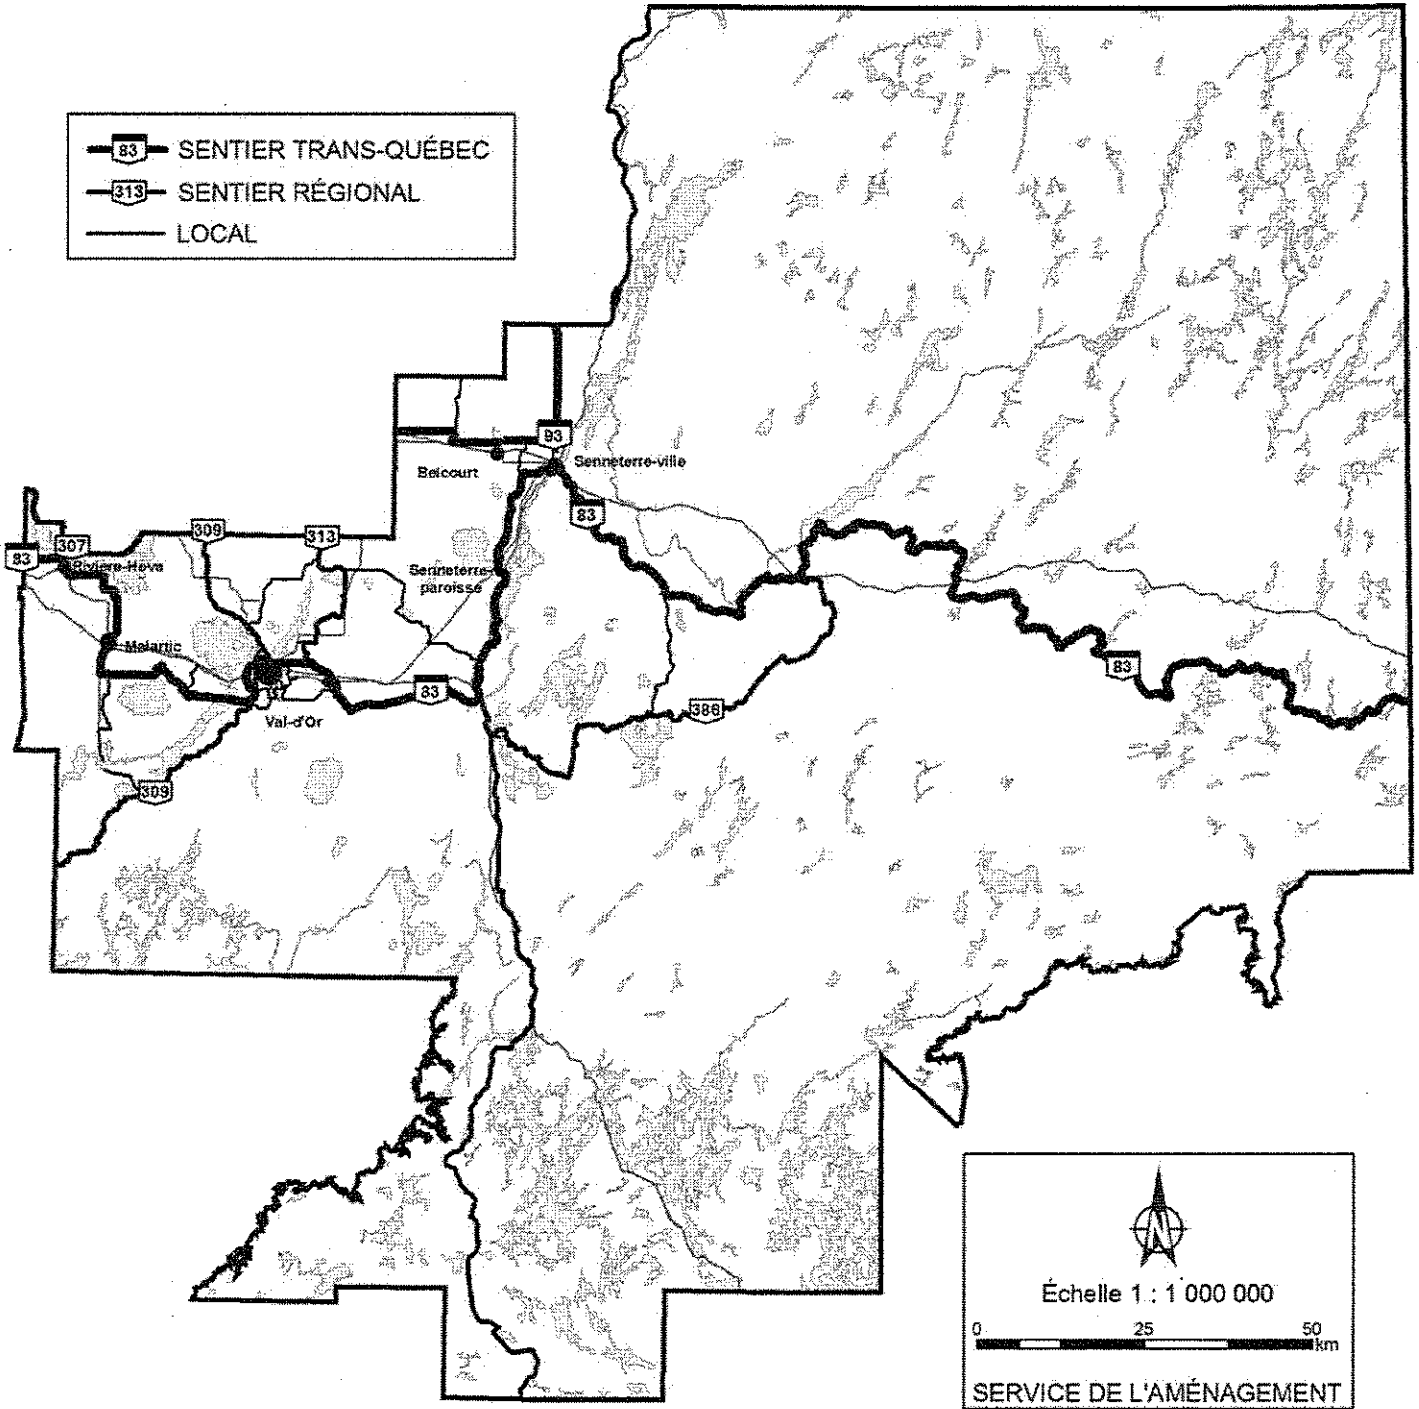 83 SENTIER TRANS-QUÉBEC
313 SENTIER RÉGIONAL
LOCAL
93
Senneterre-ville
Belcourt
83
309
313
307
93
Rivière-Héva
Senneterre-
paroisse
Malartic
83
83
386
Val-d'Or
309
Échelle 1 : 1 000 000
0 25 50
km
SERVICE DE L'AMÉNAGEMENT